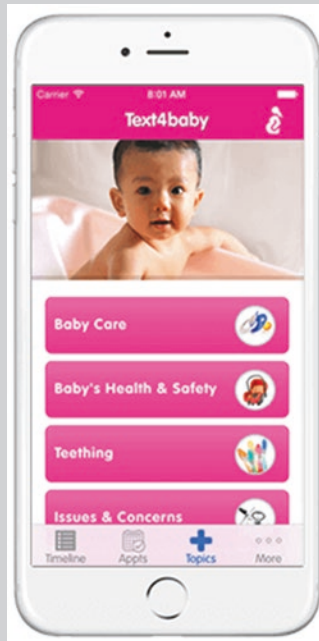 Carrier 8:01 AM
Text4baby
Baby Care
Baby's Health & Safety
Teething
Issues & Concerns
Timeline Appts Topics More